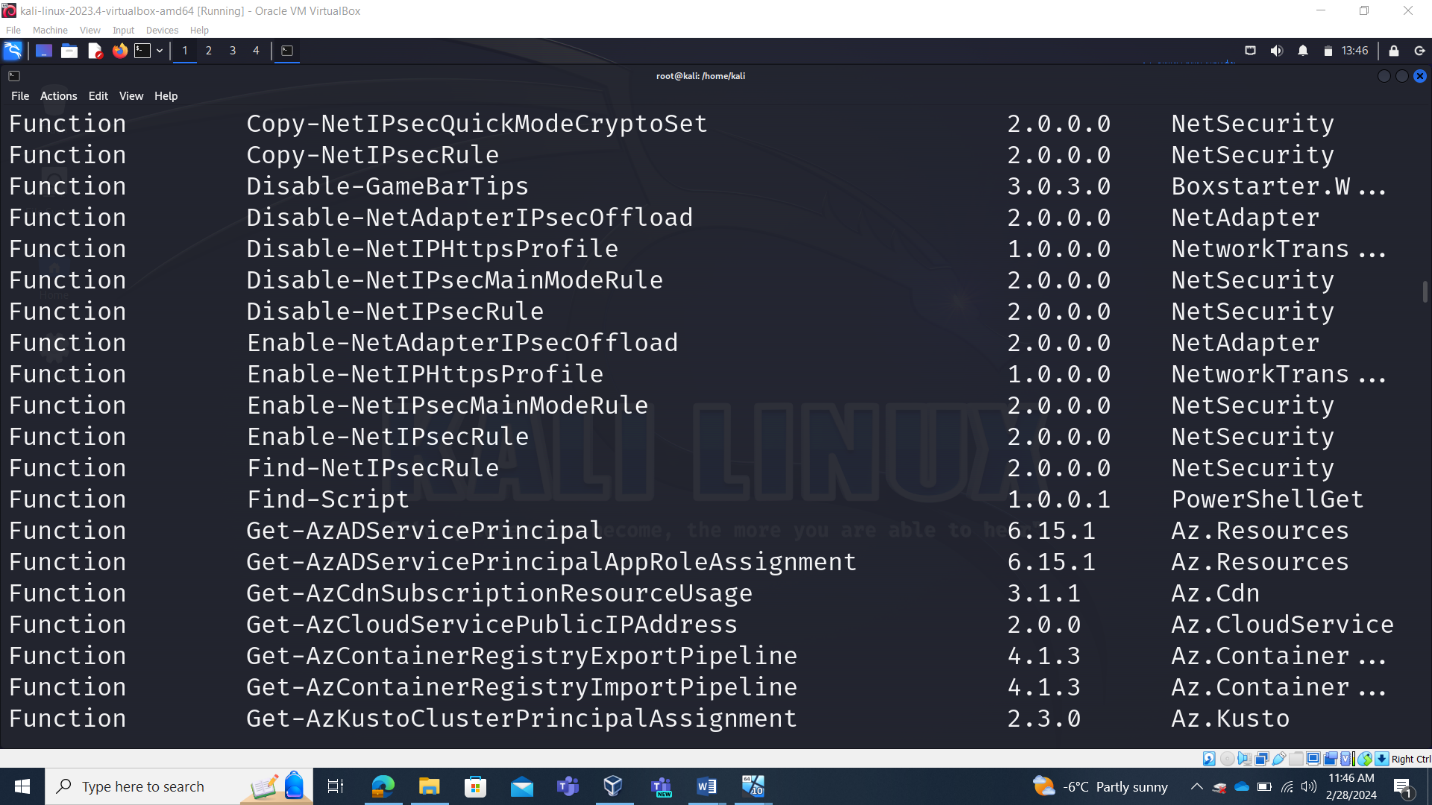 kali-linux-2023.4-virtualbox-amd64 [Running] - Oracle VM VirtualBox
File Machine View Input Devices Help
1 2 3 4 13:46
root@kali: /home/kali
File Actions Edit View Help
Function Copy-NetIPsecQuickModeCryptoSet 2.0.0.0 NetSecurity
Function Copy-NetIPsecRule 2.0.0.0 NetSecurity
Function Disable-GameBarTips 3.0.3.0 Boxstarter.W…
Function Disable-NetAdapterIPsecOffload 2.0.0.0 NetAdapter
Function Disable-NetIPHttpsProfile 1.0.0.0 NetworkTrans…
Function Disable-NetIPsecMainModeRule 2.0.0.0 NetSecurity
Function Disable-NetIPsecRule 2.0.0.0 NetSecurity
Function Enable-NetAdapterIPsecOffload 2.0.0.0 NetAdapter
Function Enable-NetIPHttpsProfile 1.0.0.0 NetworkTrans…
Function Enable-NetIPsecMainModeRule 2.0.0.0 NetSecurity
Function Enable-NetIPsecRule 2.0.0.0 NetSecurity
KALI LINUX
Function Find-NetIPsecRule 2.0.0.0 NetSecurity
Function Find-Script 1.0.0.1 PowerShellGet
Function Get-AzADServicePrincipal 6.15.1 Az.Resources
ecome, the more you are able to he
Function Get-AzADServicePrincipalAppRoleAssignment 6.15.1 Az.Resources
Function Get-AzCdnSubscriptionResourceUsage 3.1.1 Az.Cdn
Function Get-AzCloudServicePublicIPAddress 2.0.0 Az.CloudService
Function Get-AzContainerRegistryExportPipeline 4.1.3 Az.Container…
Function Get-AzContainerRegistryImportPipeline 4.1.3 Az.Container…
Function Get-AzKustoClusterPrincipalAssignment 2.3.0 Az.Kusto
Right Ctrl
Type here to search
-6°C Partly sunny
11:46 AM
2/28/2024